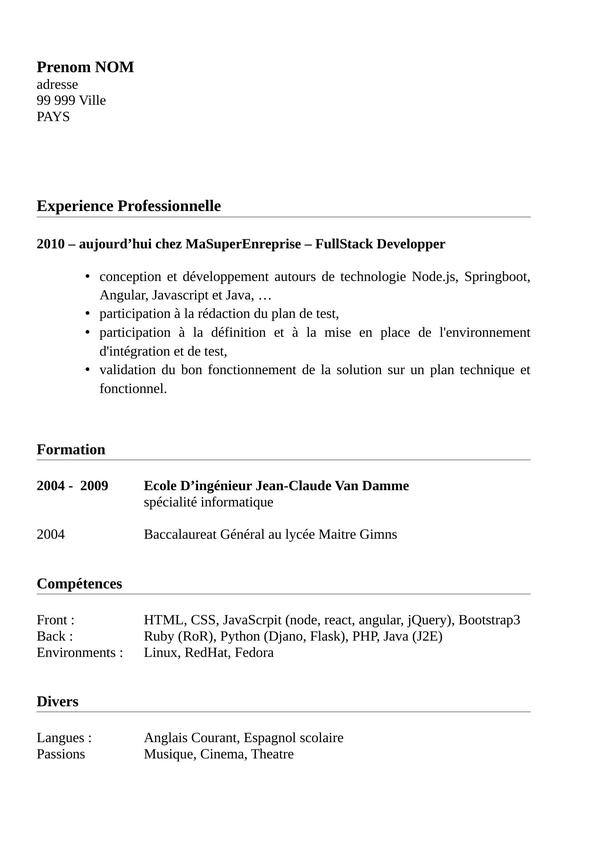 Prenom NOM
adresse
99 999 Ville
PAYS
Experience Professionnelle
2010 – aujourd’hui chez MaSuperEnreprise – FullStack Developper
• conception et développement autours de technologie Node.js, Springboot,
Angular, Javascript et Java, …
• participation à la rédaction du plan de test,
• participation à la définition et à la mise en place de l'environnement
d'intégration et de test,
• validation du bon fonctionnement de la solution sur un plan technique et
fonctionnel.
Formation
2004 - 2009 Ecole D’ingénieur Jean-Claude Van Damme
spécialité informatique
2004 Baccalaureat Général au lycée Maitre Gimns
Compétences
Front : HTML, CSS, JavaScrpit (node, react, angular, jQuery), Bootstrap3
Back : Ruby (RoR), Python (Djano, Flask), PHP, Java (J2E)
Environments : Linux, RedHat, Fedora
Divers
Langues : Anglais Courant, Espagnol scolaire
Passions Musique, Cinema, Theatre